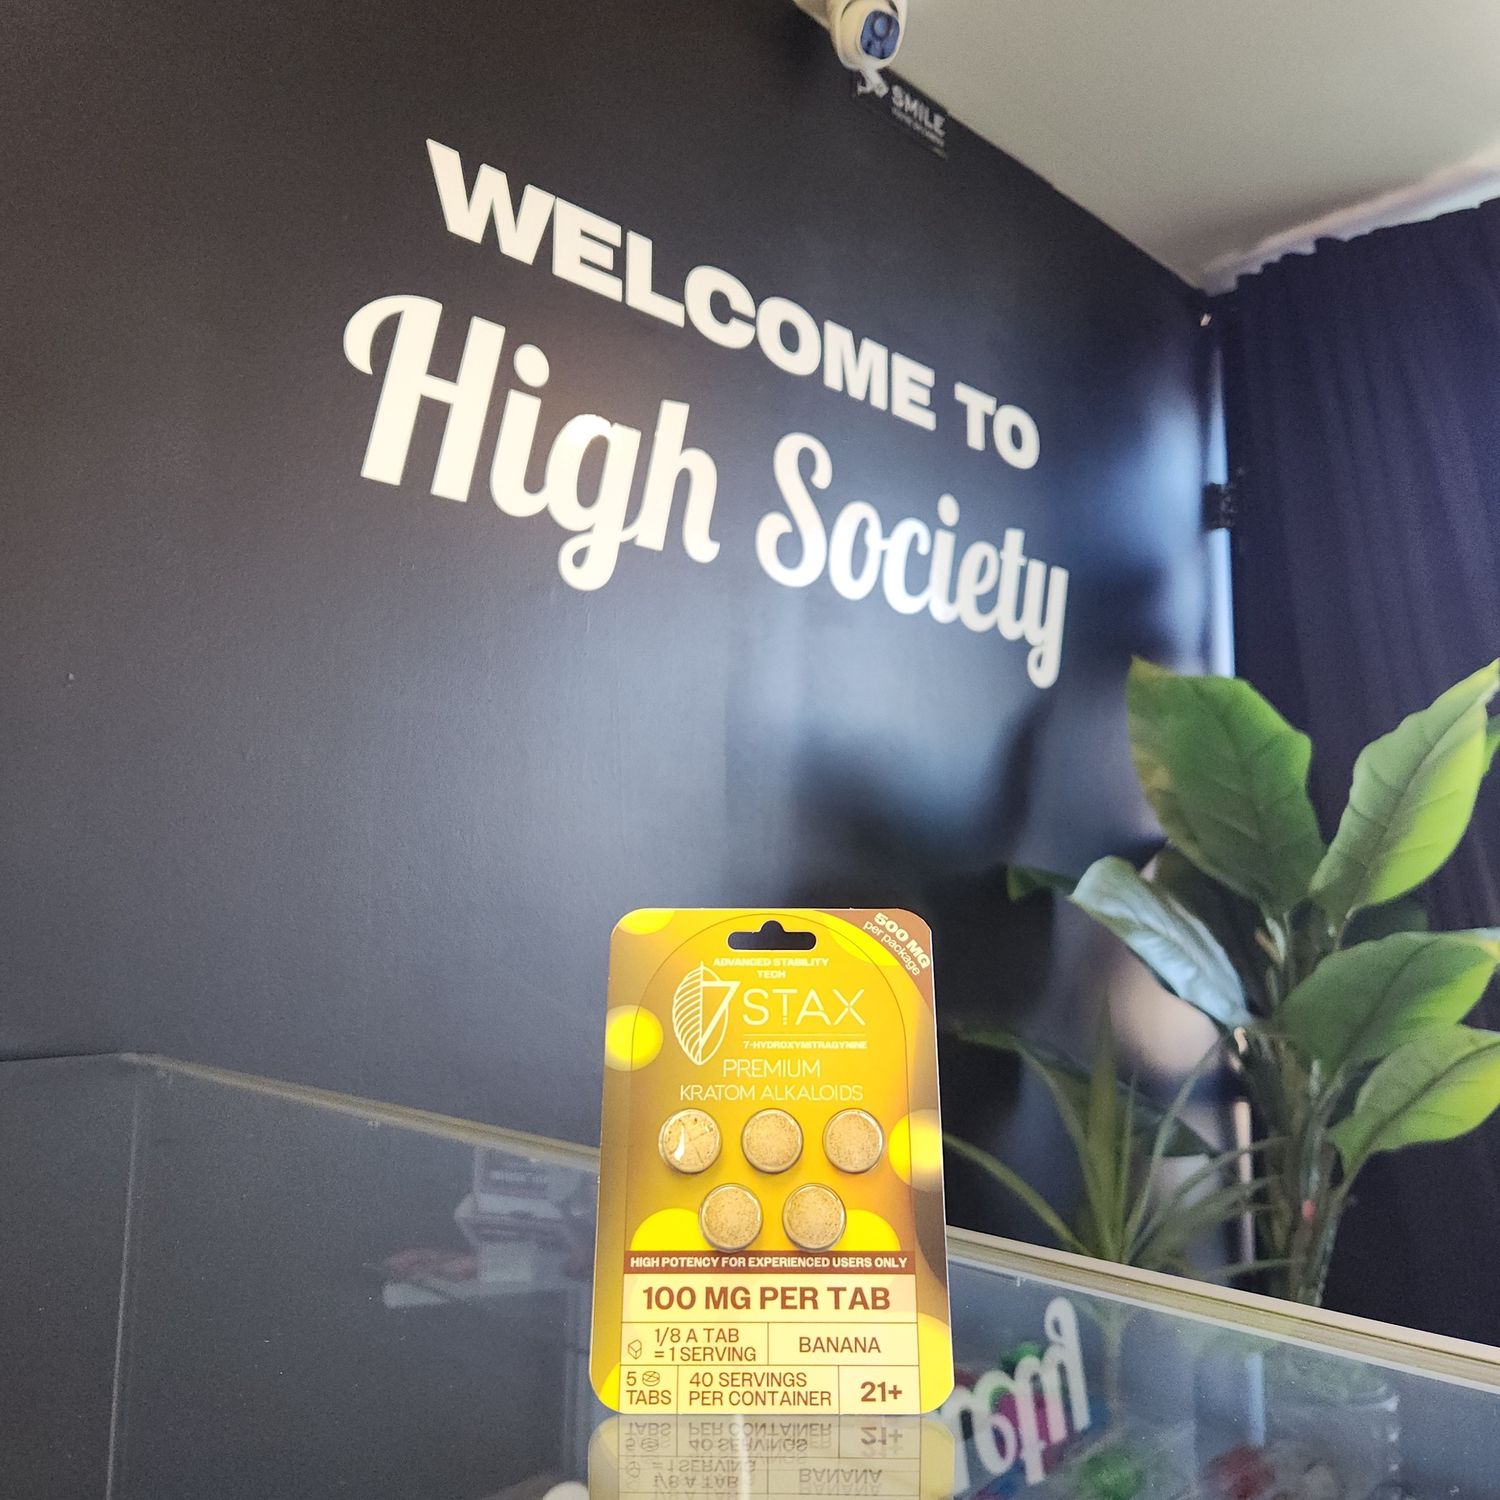 SMILE
WELCOME TO
High Society
500 MG
per package
ADVANCED STABILITY
TECH
7 STAX
7-HYDROXYMITRAGYNINE
PREMIUM
KRATOM ALKALOIDS
HIGH POTENCY FOR EXPERIENCED USERS ONLY
100 MG PER TAB
1/8 A TAB
= 1 SERVING
BANANA
5
TABS
40 SERVINGS
PER CONTAINER
21+